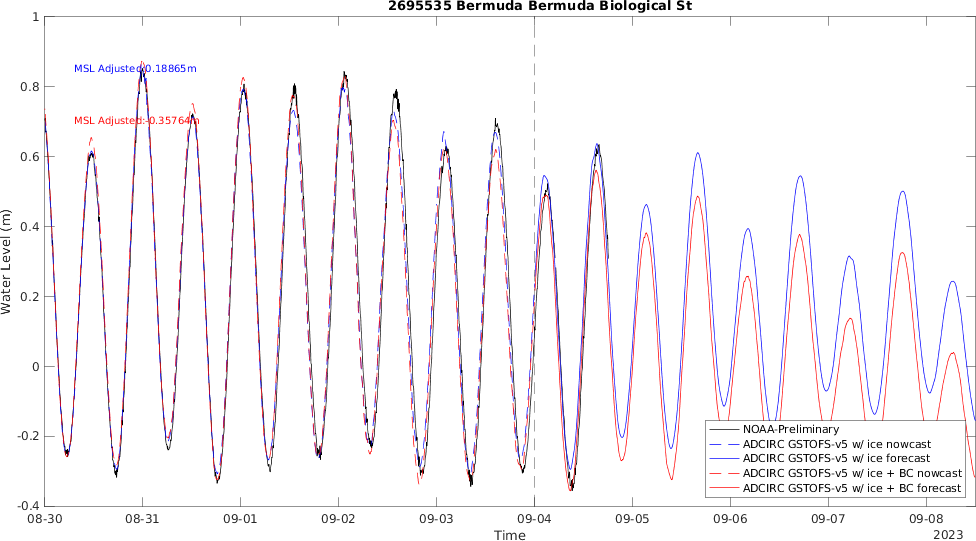 2695535 Bermuda Bermuda Biological St
1
0.8
0.6
0.4
0.2
0
-0.2
-0.4
Water Level (m)
MSL Adjusted:0.18865m
MSL Adjusted:-0.35764m
NOAA-Preliminary
ADCIRC GSTOFS-v5 w/ ice nowcast
ADCIRC GSTOFS-v5 w/ ice forecast
ADCIRC GSTOFS-v5 w/ ice + BC nowcast
ADCIRC GSTOFS-v5 w/ ice + BC forecast
08-30 08-31 09-01 09-02 09-03 09-04 09-05 09-06 09-07 09-08
Time
2023